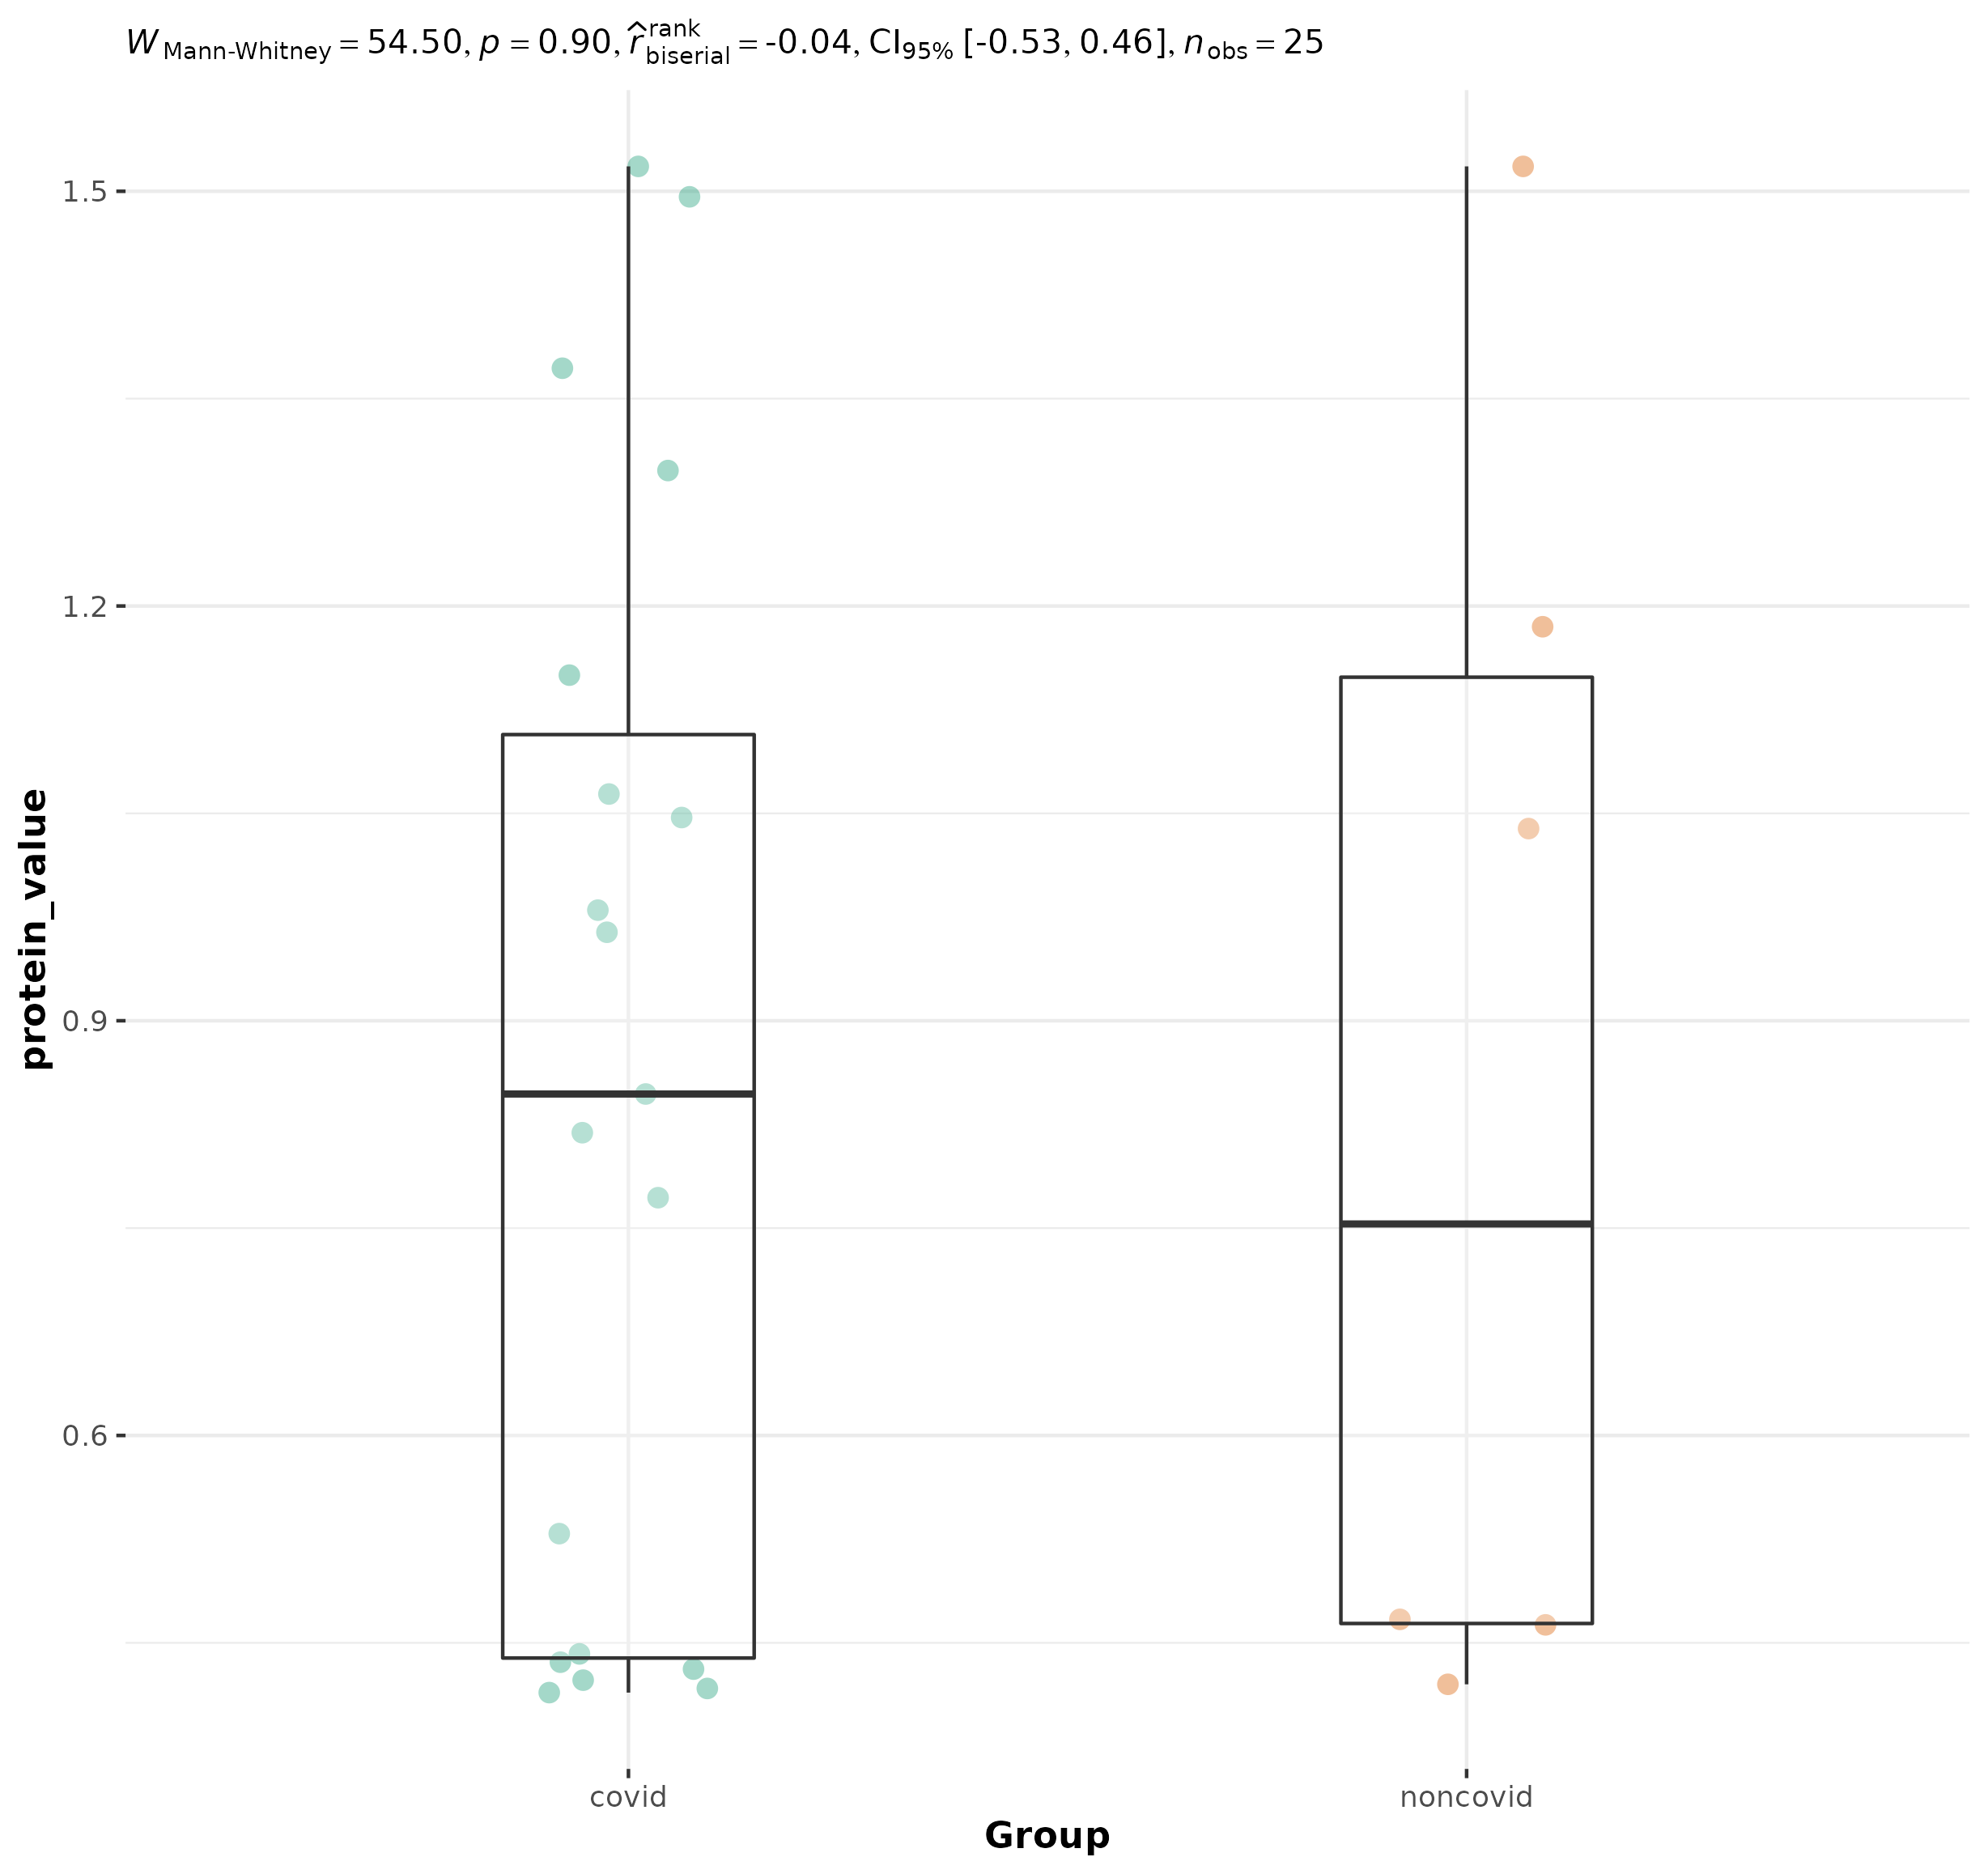 W Mann-Whitney = 54.50, p = 0.90, r̂ rank biserial = -0.04, CI95% [-0.53, 0.46], nobs = 25
1.5
1.2
0.9
0.6
protein_value
covid noncovid
Group